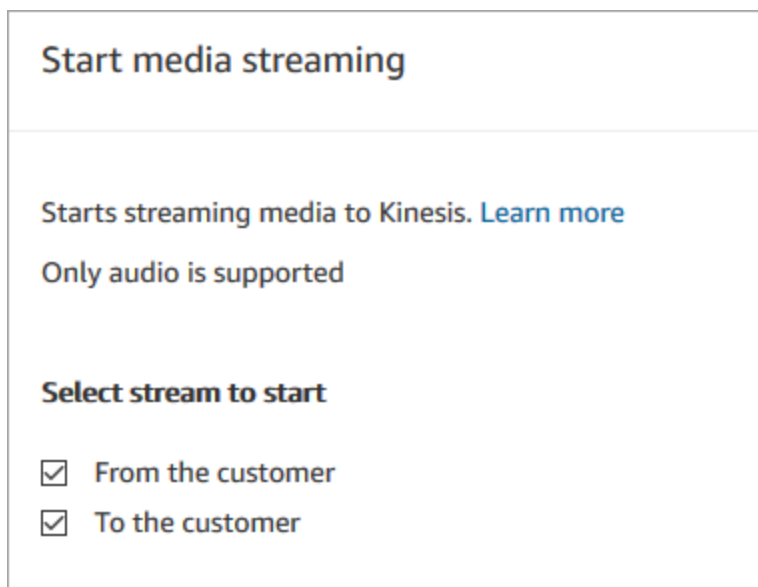 Start media streaming
Starts streaming media to Kinesis. Learn more
Only audio is supported
Select stream to start
From the customer
To the customer